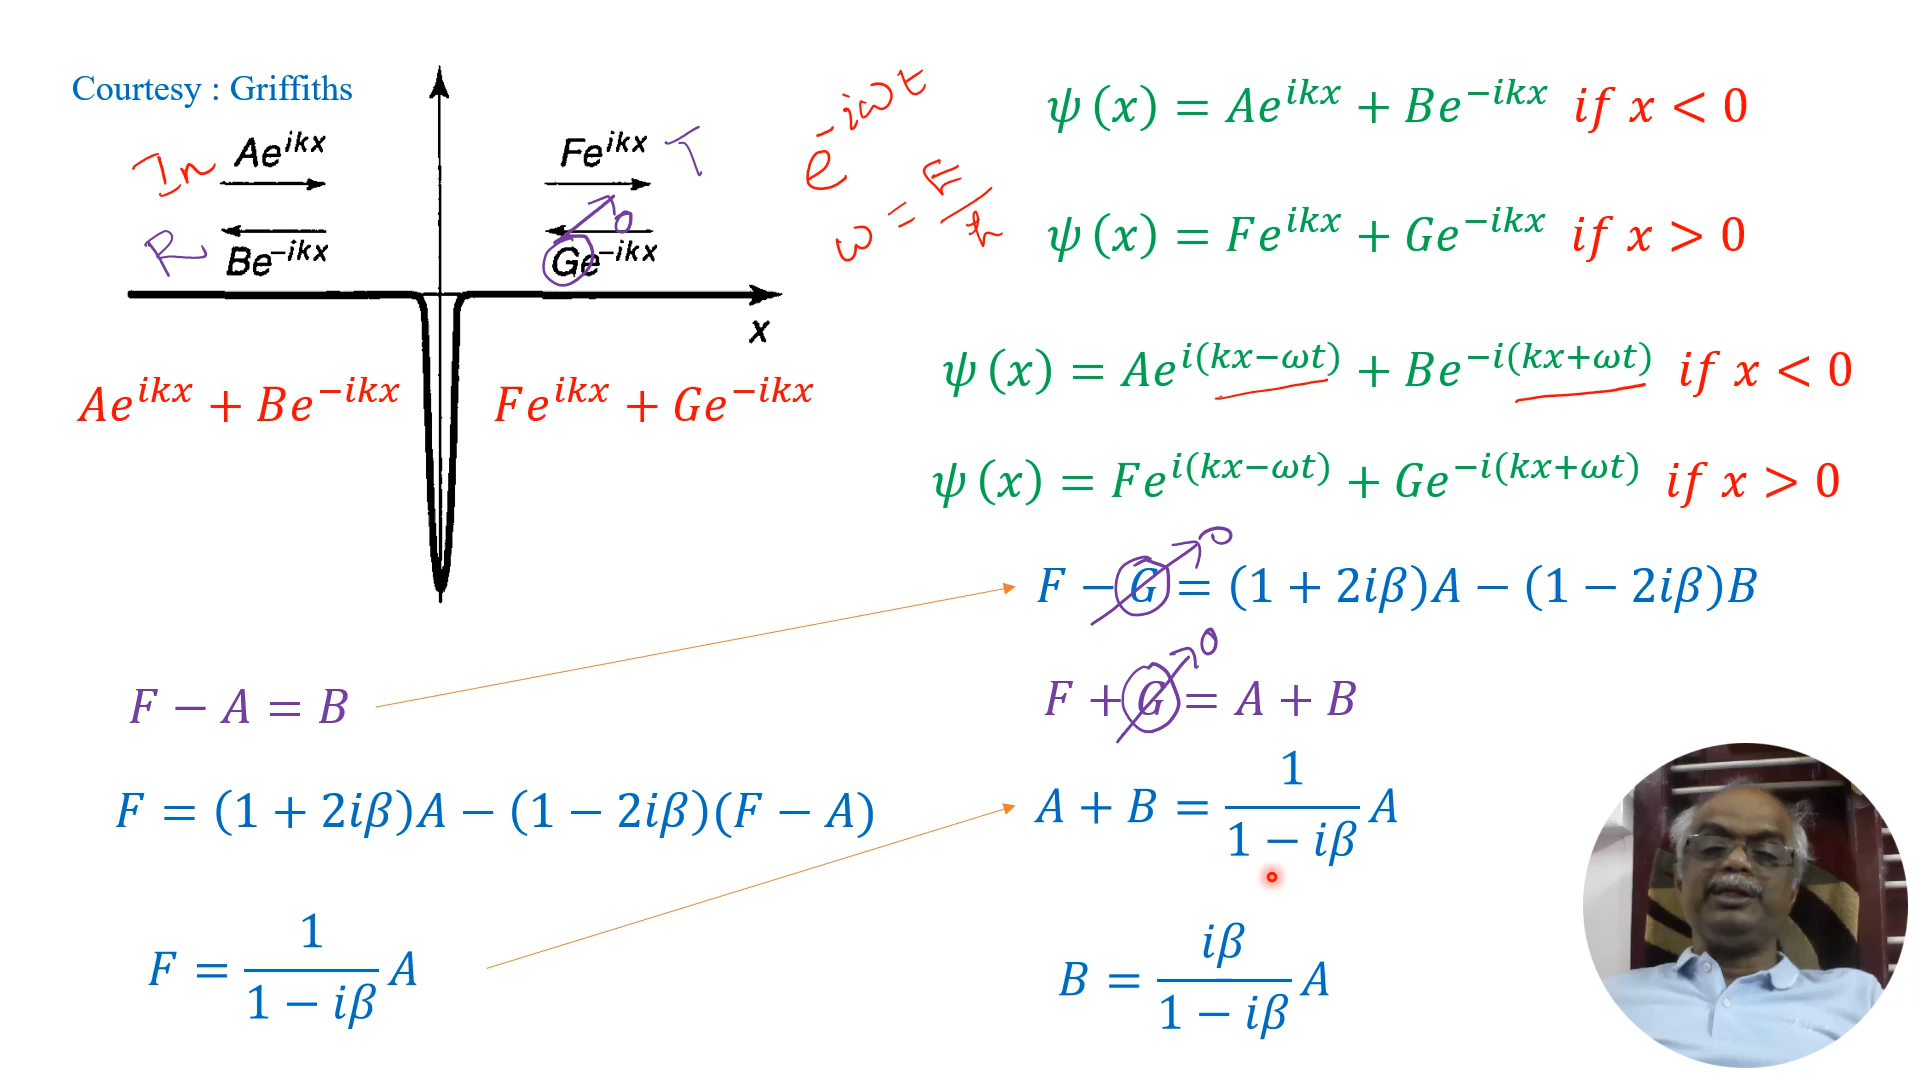 Courtesy : Griffiths
In Ae^{ikx}
R Be^{-ikx}
Fe^{ikx} T
Ge^{-ikx} 0
x
Ae^{ikx} + Be^{-ikx}
Fe^{ikx} + Ge^{-ikx}
e^{-iωt}
ω = E/ħ
ψ(x) = Ae^{ikx} + Be^{-ikx} if x < 0
ψ(x) = Fe^{ikx} + Ge^{-ikx} if x > 0
ψ(x) = Ae^{i(kx−ωt)} + Be^{−i(kx+ωt)} if x < 0
ψ(x) = Fe^{i(kx−ωt)} + Ge^{−i(kx+ωt)} if x > 0
0
F − G = (1 + 2iβ)A − (1 − 2iβ)B
0
F + G = A + B
F − A = B
F = (1 + 2iβ)A − (1 − 2iβ)(F − A)
F = \frac{1}{1 − iβ} A
A + B = \frac{1}{1 − iβ} A
B = \frac{iβ}{1 − iβ} A